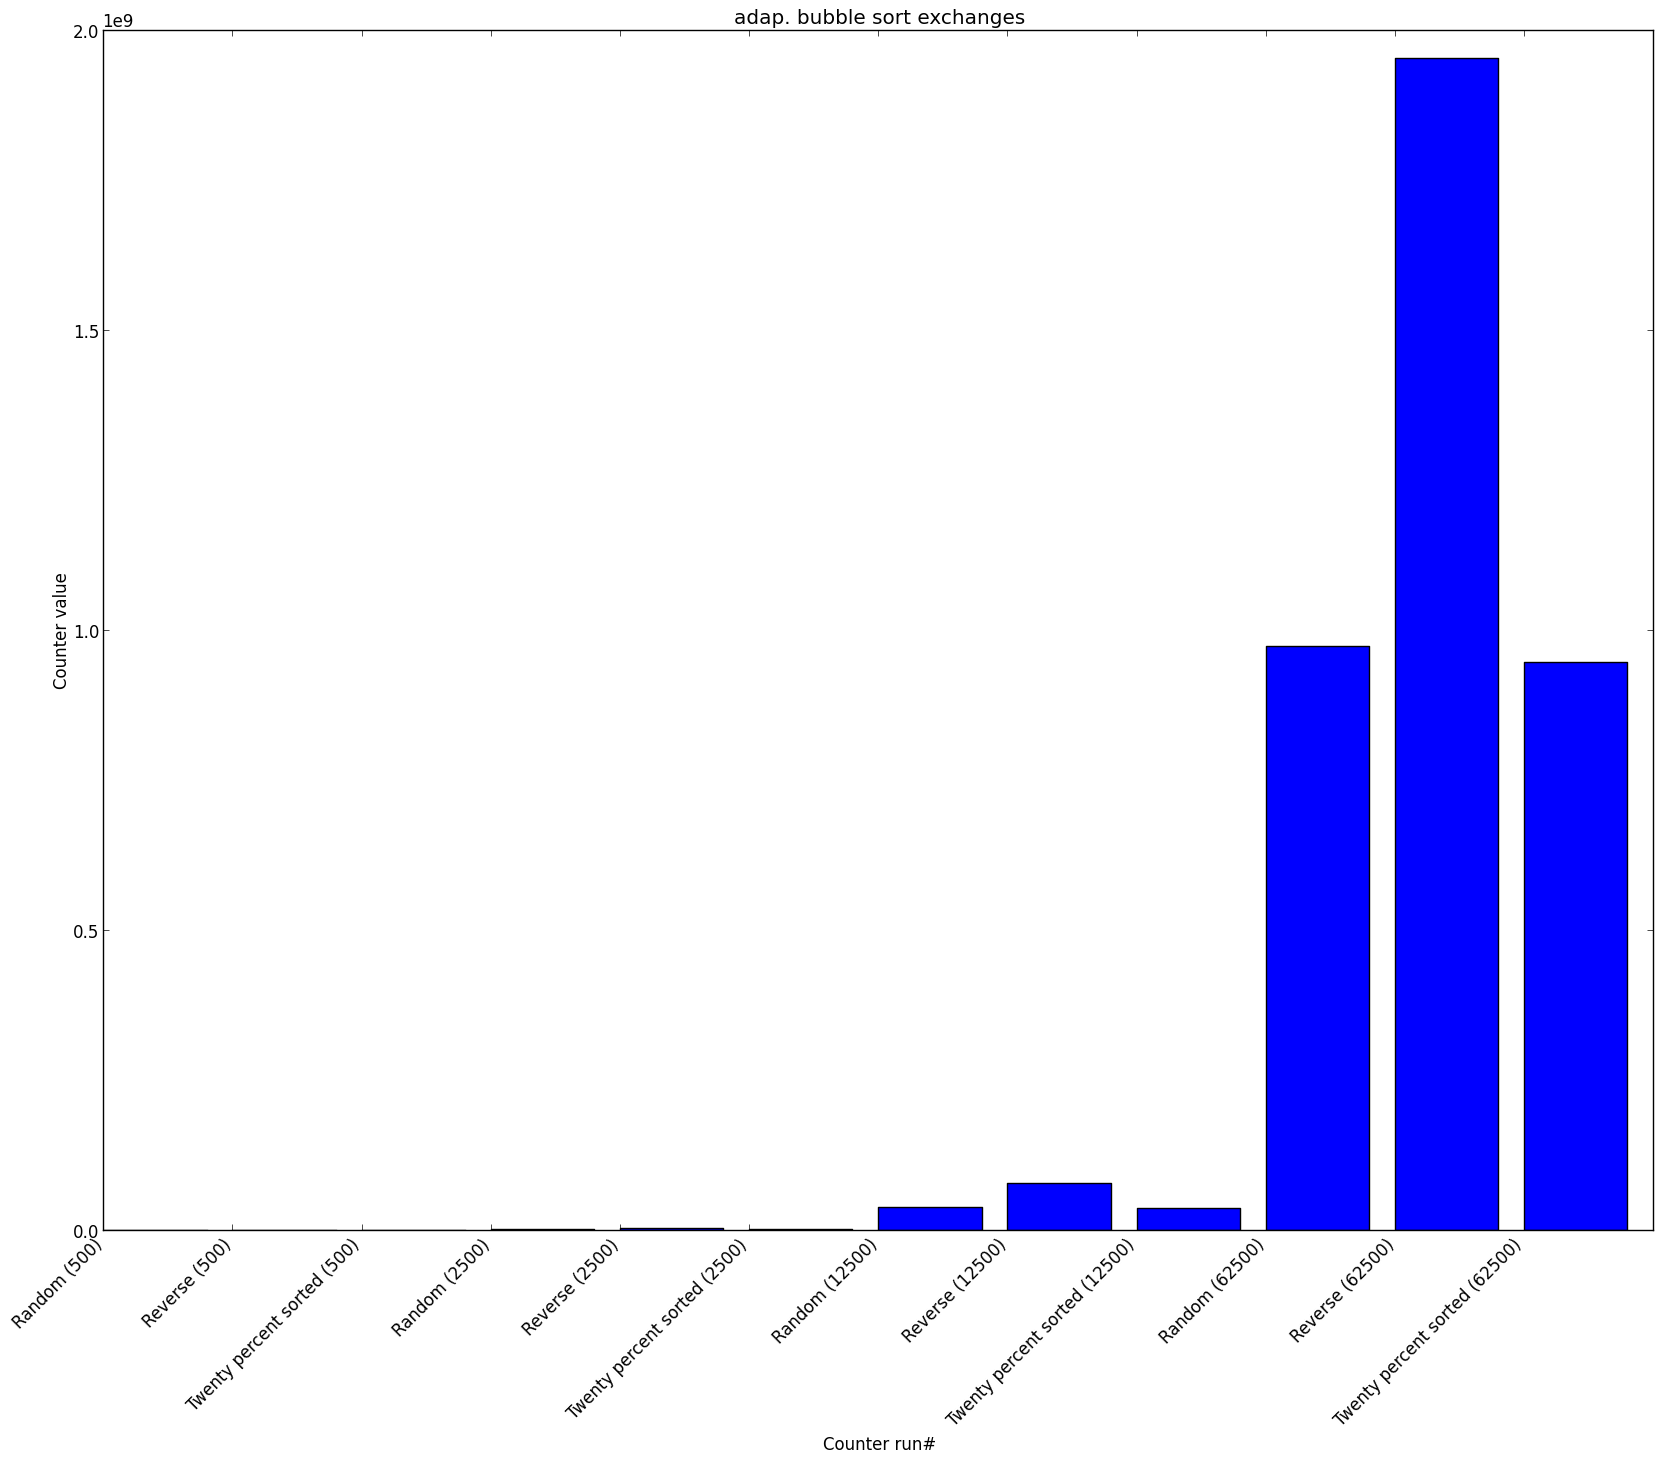 adap. bubble sort exchanges
1e9
2.0
1.5
1.0
0.5
0.0
Counter value
Random (500)
Reverse (500)
Twenty percent sorted (500)
Random (2500)
Reverse (2500)
Twenty percent sorted (2500)
Random (12500)
Reverse (12500)
Twenty percent sorted (12500)
Random (62500)
Reverse (62500)
Twenty percent sorted (62500)
Counter run#